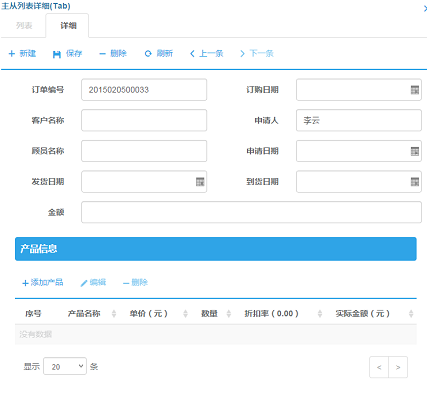 主从列表详细(Tab)
列表 详细
新建 保存 删除 刷新 上一条 下一条
订单编号 2015020500033 订购日期
客户名称 申请人 李云
顾员名称 申请日期
发货日期 到货日期
金额
产品信息
添加产品 编辑 删除
序号 产品名称 单价（元） 数量 折扣率（0.00） 实际金额（元）
没有数据
显示 20 条 < >